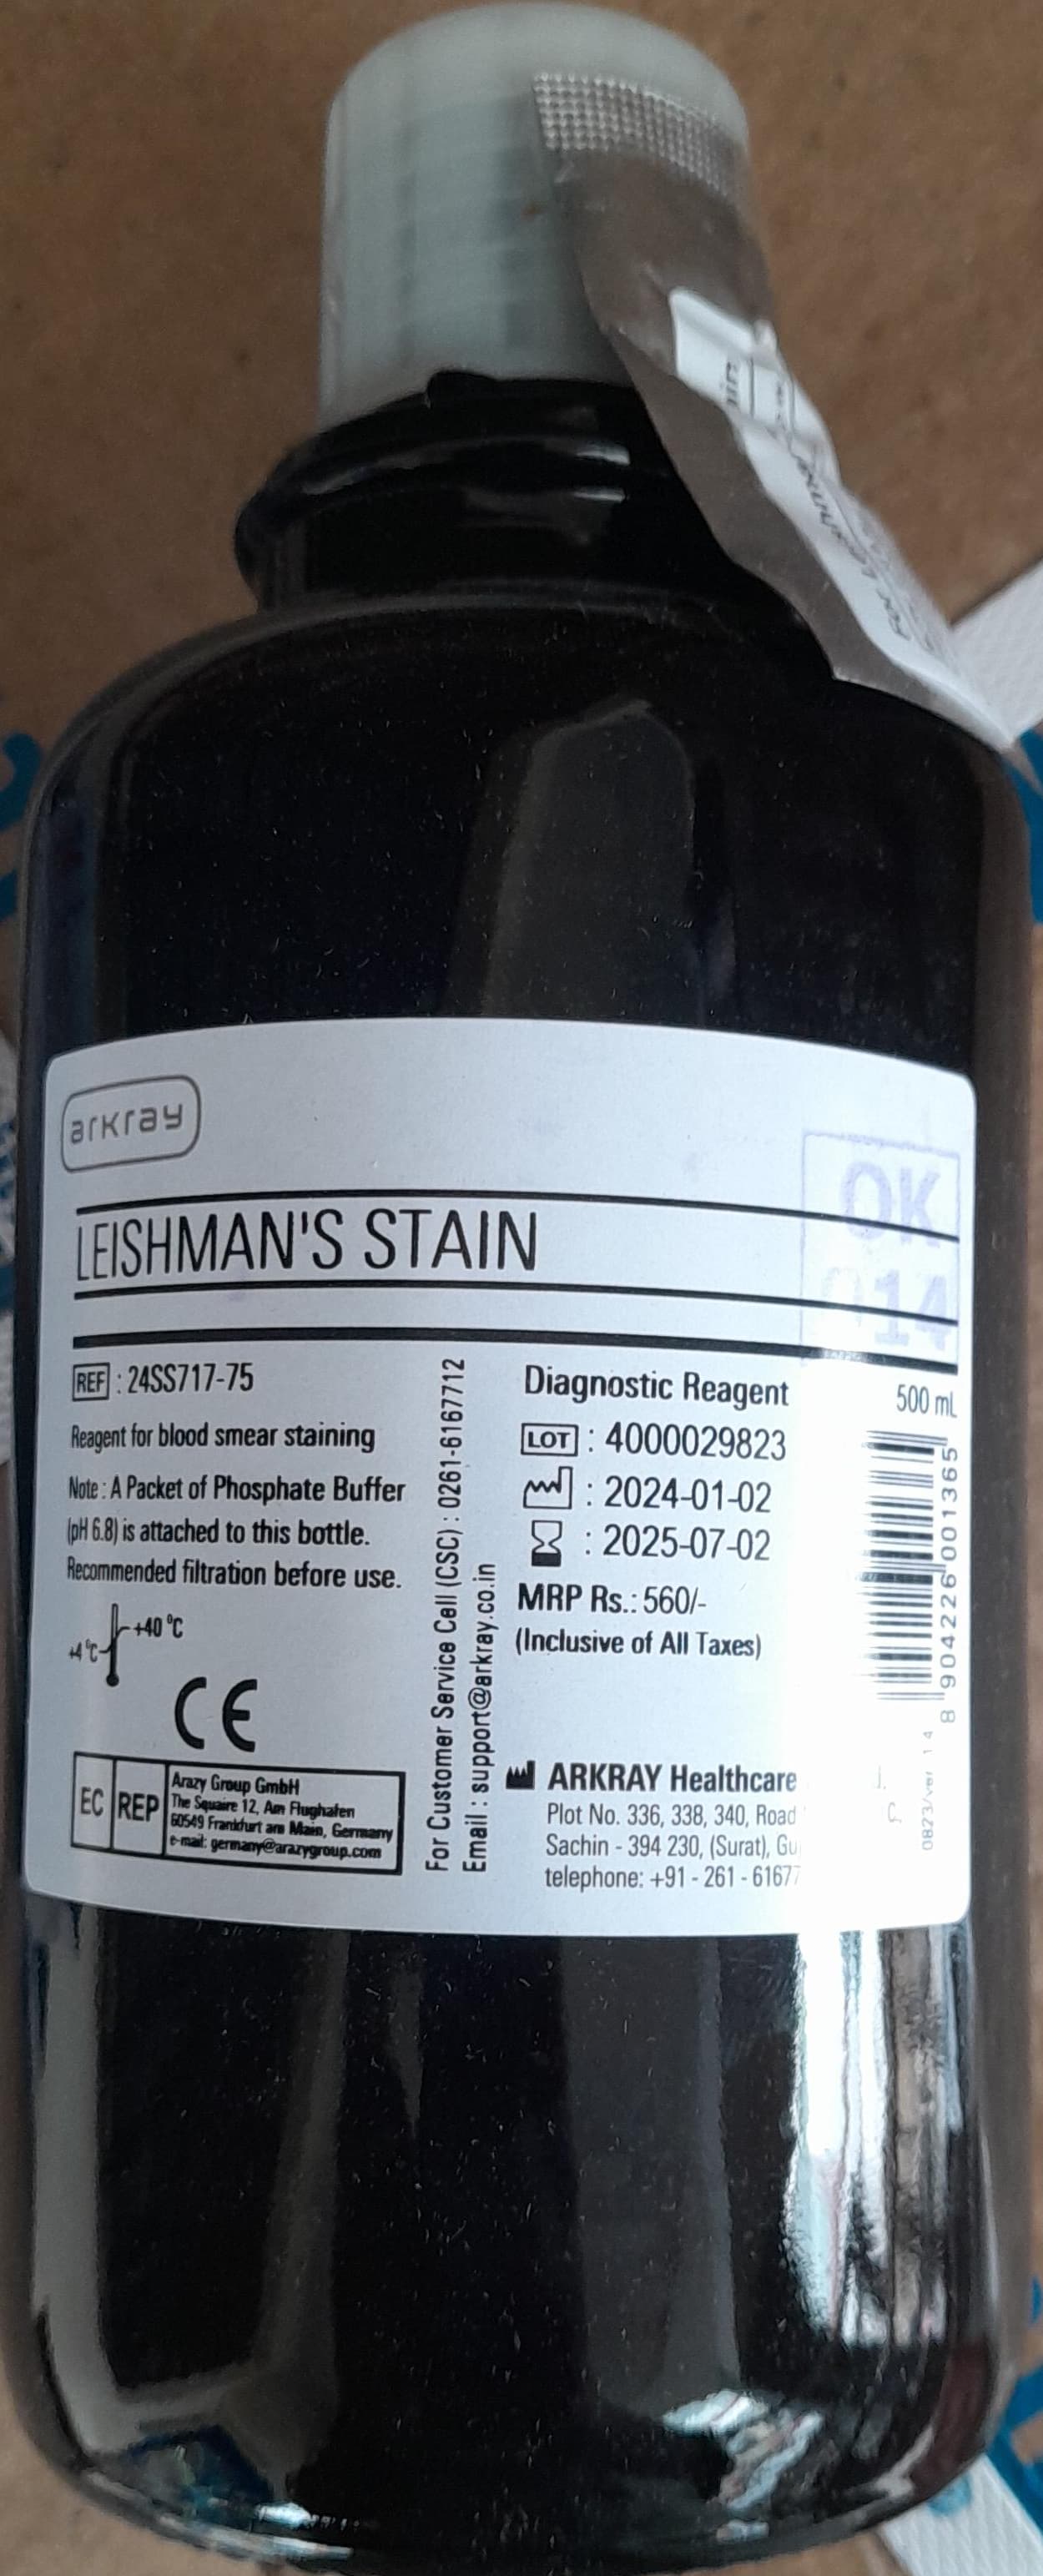 arkray
OK
14
LEISHMAN'S STAIN
REF : 24SS717-75
Reagent for blood smear staining
Note : A Packet of Phosphate Buffer
(pH 6.8) is attached to this bottle.
Recommended filtration before use.
+40 °C
+4°C
CE
EC REP
Arazy Group GmbH
The Squaire 12, Am Flughafen
60549 Frankfurt am Main, Germany
e-mail: germany@arazygroup.com
For Customer Service Cell (CSC) : 0261-6167712
Email : support@arkray.co.in
Diagnostic Reagent
500 mL
LOT : 4000029823
: 2024-01-02
: 2025-07-02
MRP Rs.: 560/-
(Inclusive of All Taxes)
8 904226 001365
ARKRAY Healthcare
Plot No. 336, 338, 340, Road
Sachin - 394 230, (Surat),
telephone: +91 - 261 - 61677
0823/ver 1 4